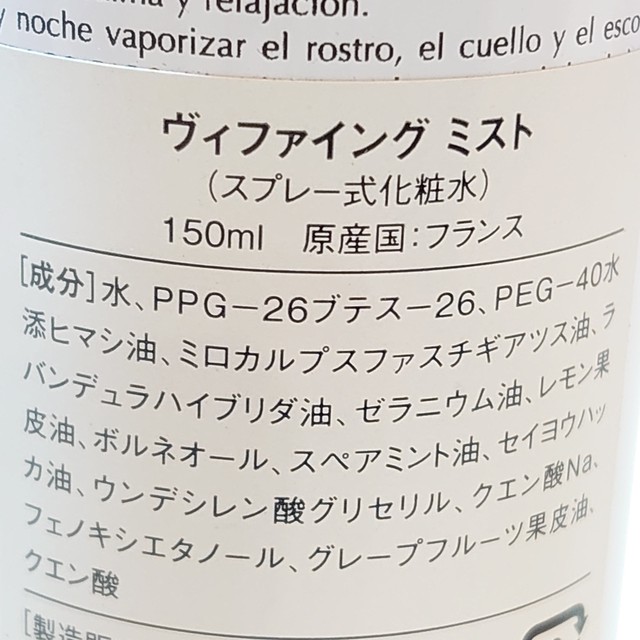 y relajación.
y noche vaporizar el rostro, el cuello y el esco
ヴィファイング ミスト
（スプレー式化粧水）
150ml 原産国：フランス
［成分］水、PPG－26ブテス－26、PEG－40水
添ヒマシ油、ミロカルプスファスチギアツス油、ラ
バンデュラハイブリダ油、ゼラニウム油、レモン果
皮油、ボルネオール、スペアミント油、セイヨウハッ
カ油、ウンデシレン酸グリセリル、クエン酸Na、
フェノキシエタノール、グレープフルーツ果皮油、
クエン酸
［製造